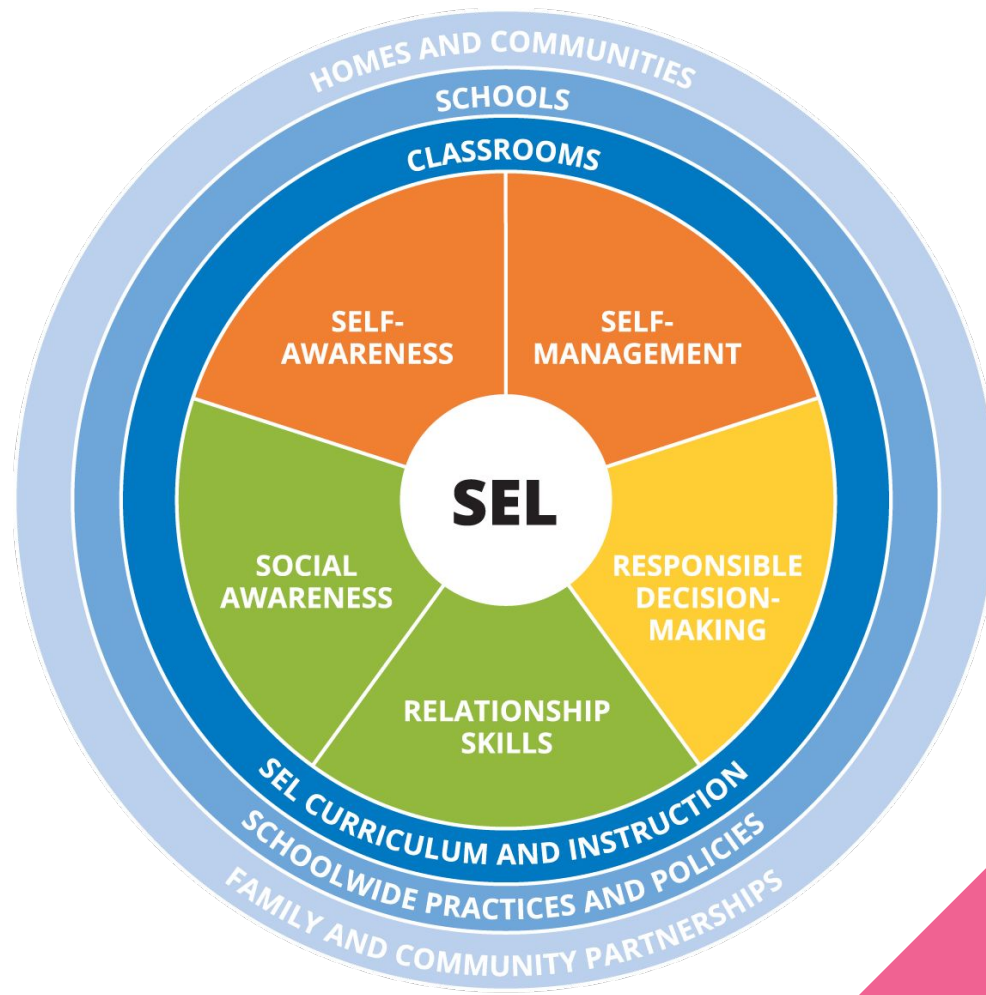 HOMES AND COMMUNITIES
SCHOOLS
CLASSROOMS
SELF-
AWARENESS
SELF-
MANAGEMENT
SEL
SOCIAL
AWARENESS
RESPONSIBLE
DECISION-
MAKING
RELATIONSHIP
SKILLS
SEL CURRICULUM AND INSTRUCTION
SCHOOLWIDE PRACTICES AND POLICIES
FAMILY AND COMMUNITY PARTNERSHIPS